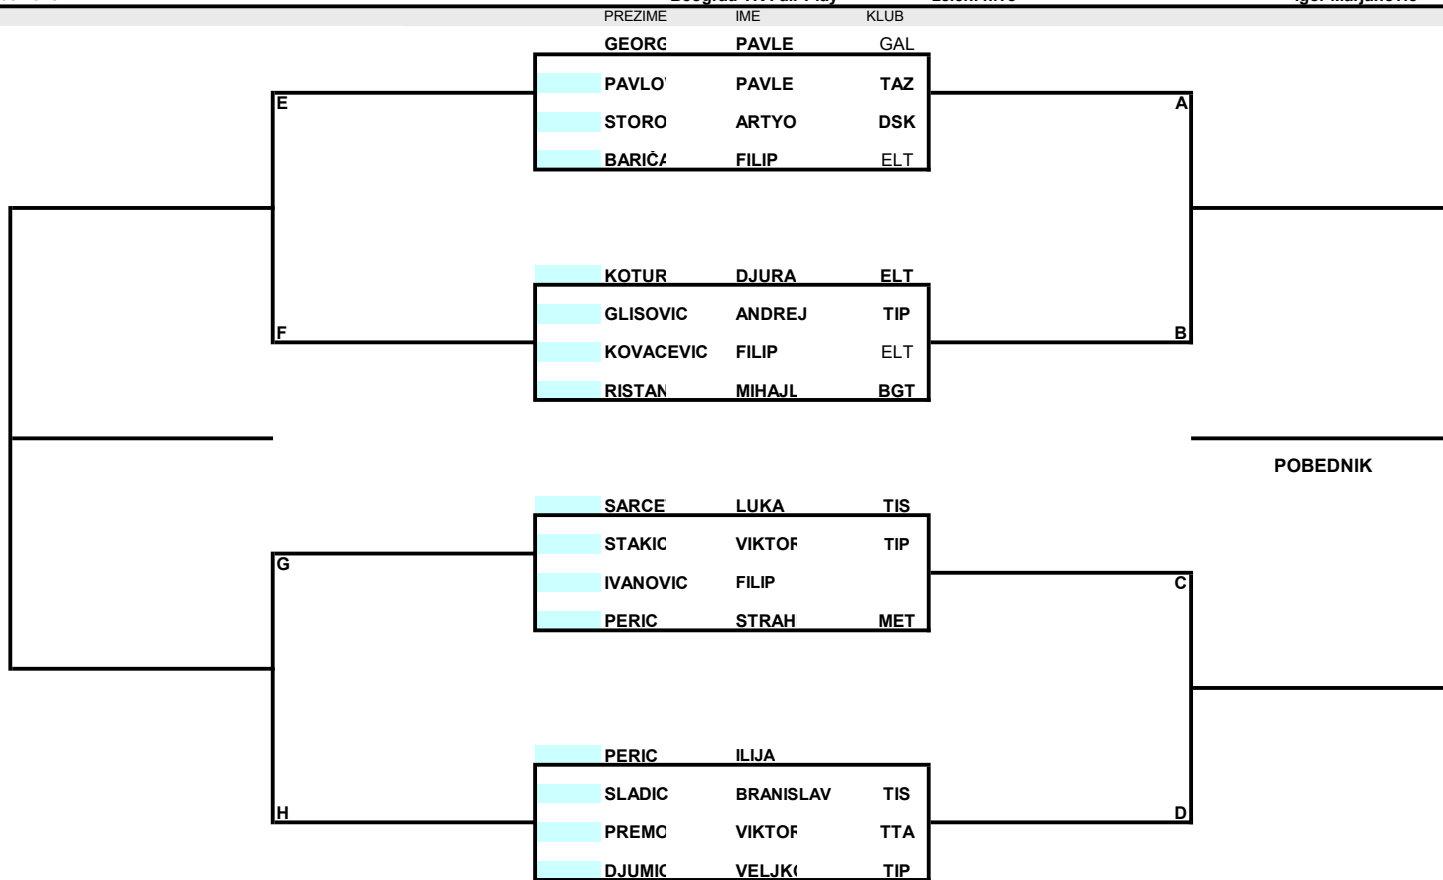 PREZIME IME KLUB
GEORG PAVLE GAL
PAVLO PAVLE TAZ
E A
STORO ARTYO DSK
BARIČA FILIP ELT
KOTUR DJURA ELT
GLISOVIC ANDREJ TIP
F B
KOVACEVIC FILIP ELT
RISTAN MIHAJL BGT
POBEDNIK
SARCE LUKA TIS
STAKIC VIKTOR TIP
G
IVANOVIC FILIP
C
PERIC STRAH MET
PERIC ILIJA
SLADIC BRANISLAV TIS
H D
PREMO VIKTOR TTA
DJUMIC VELJK TIP